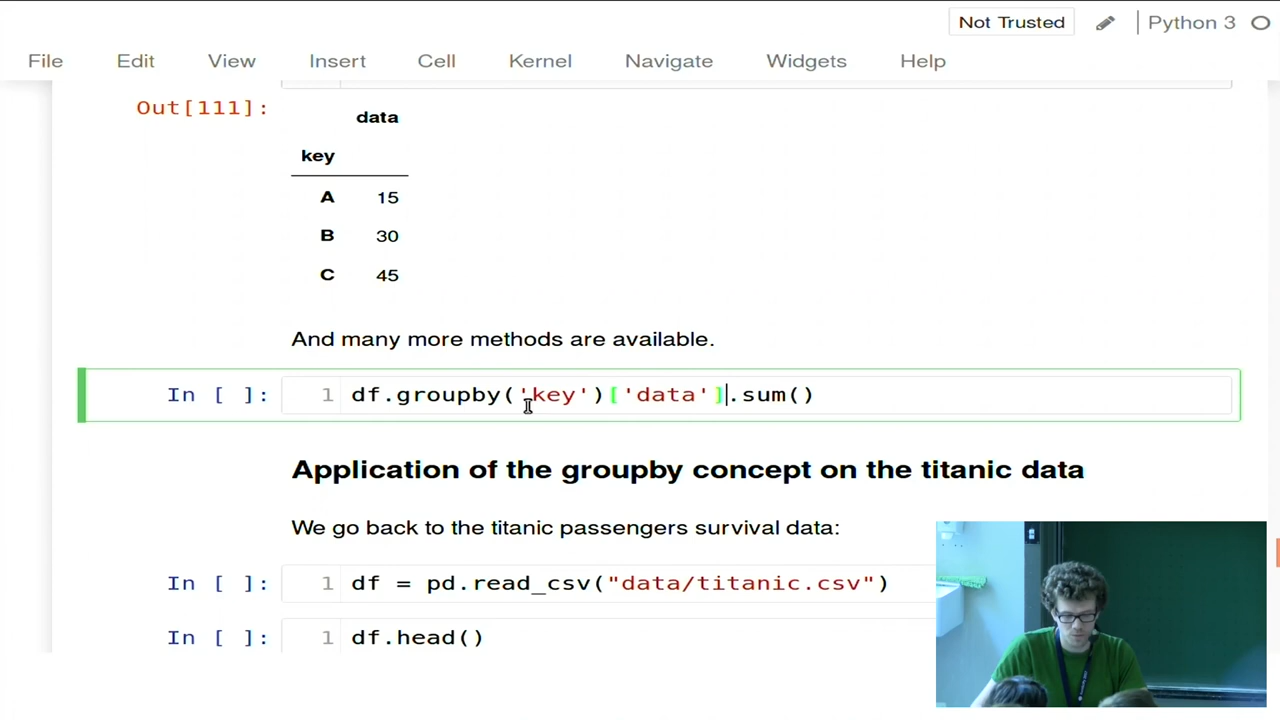 Not Trusted Python 3
File Edit View Insert Cell Kernel Navigate Widgets Help
Out[111]:
data
key
A 15
B 30
C 45
And many more methods are available.
In [ ]: 1 df.groupby('key')['data'].sum()
Application of the groupby concept on the titanic data
We go back to the titanic passengers survival data:
In [ ]: 1 df = pd.read_csv("data/titanic.csv")
In [ ]: 1 df.head()